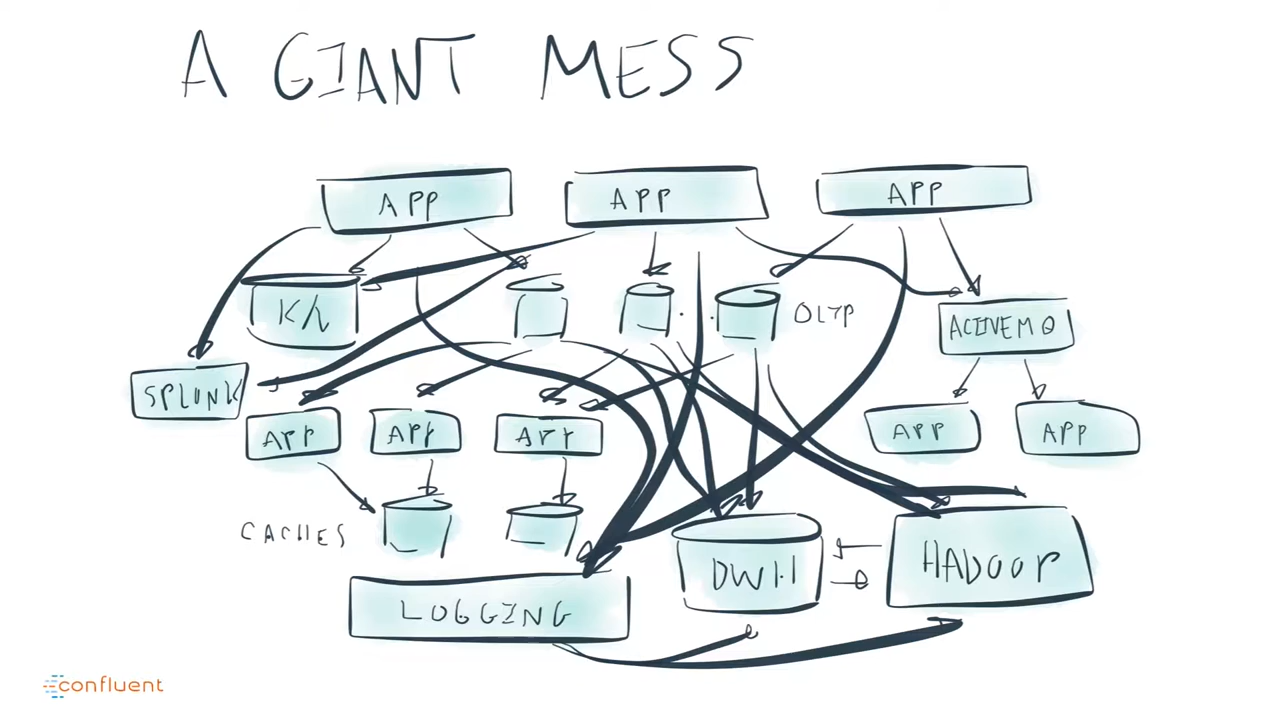 A GIANT MESS
APP APP APP
K/V
OLTP
ACTIVEMQ
SPLUNK
APP APP APP
APP APP
CACHES
DWH
HADOOP
LOGGING
confluent